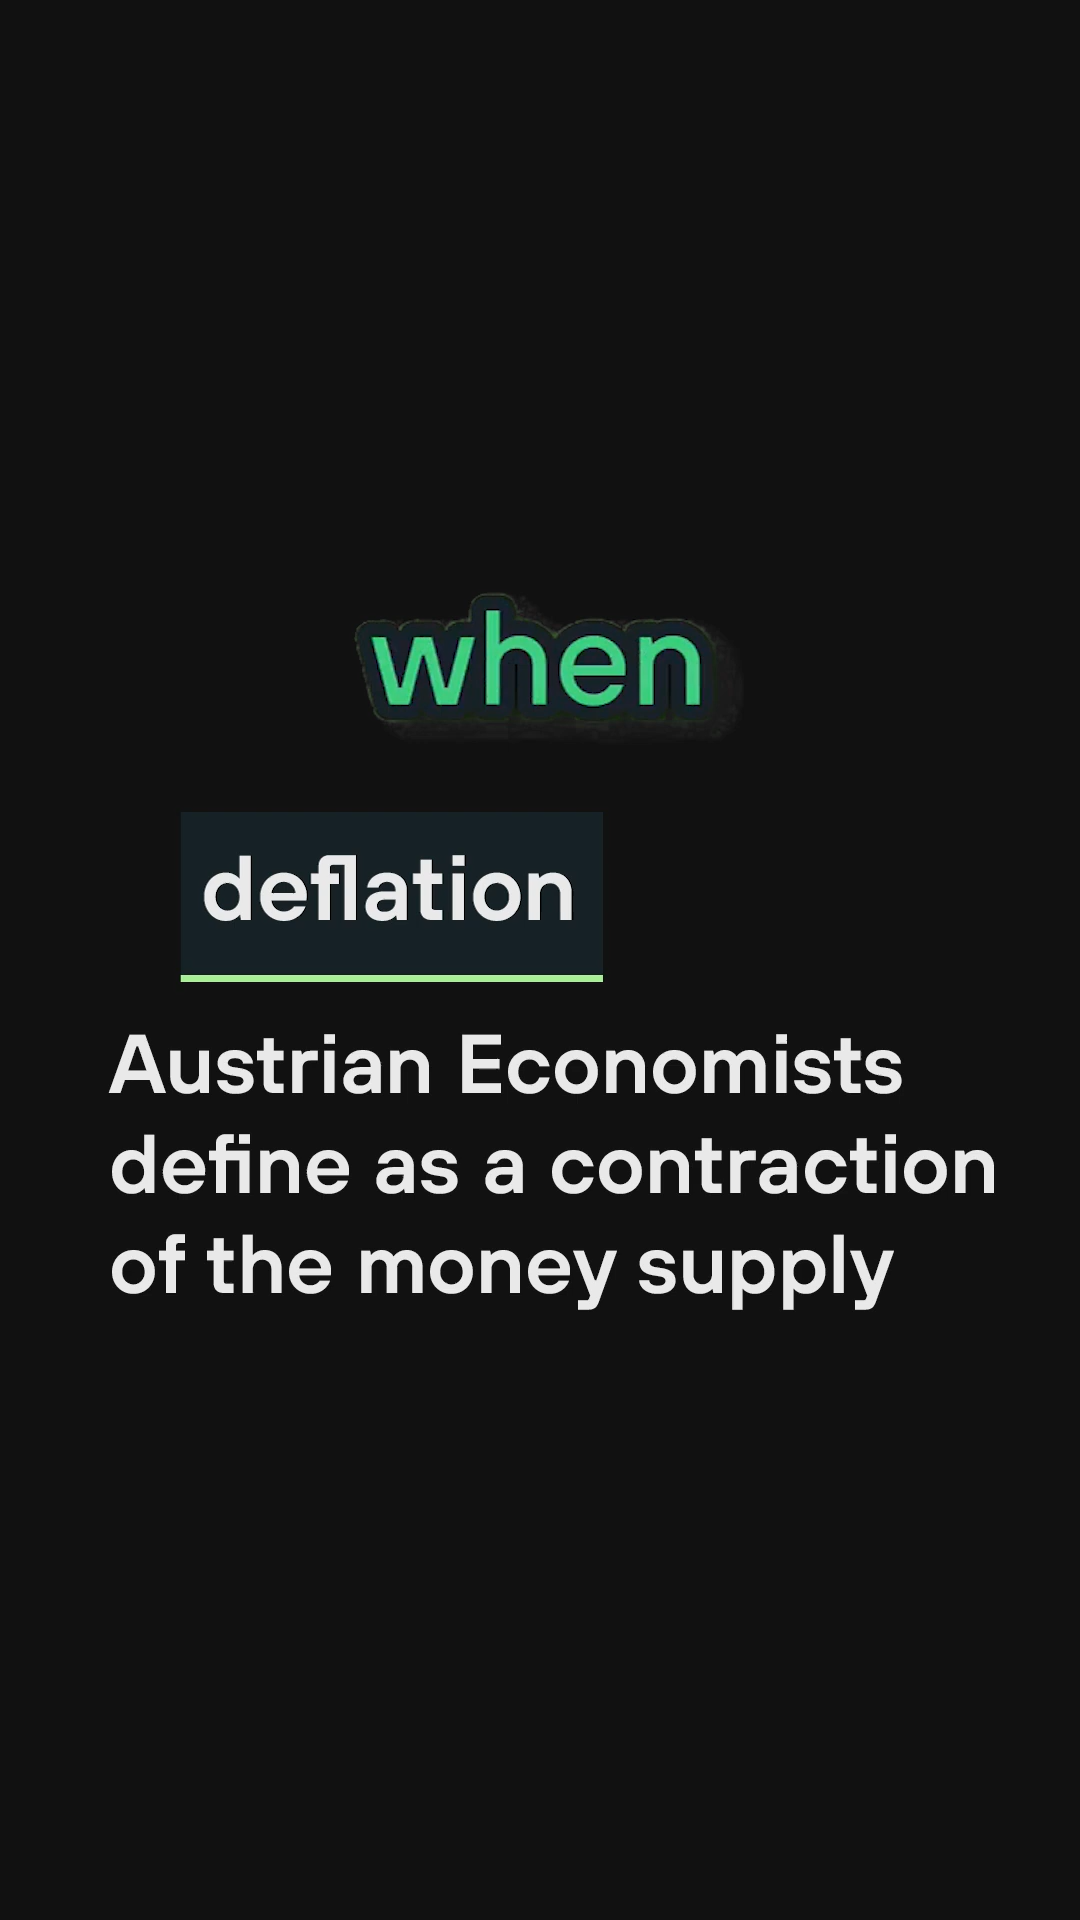 when
deflation
Austrian Economists
define as a contraction
of the money supply